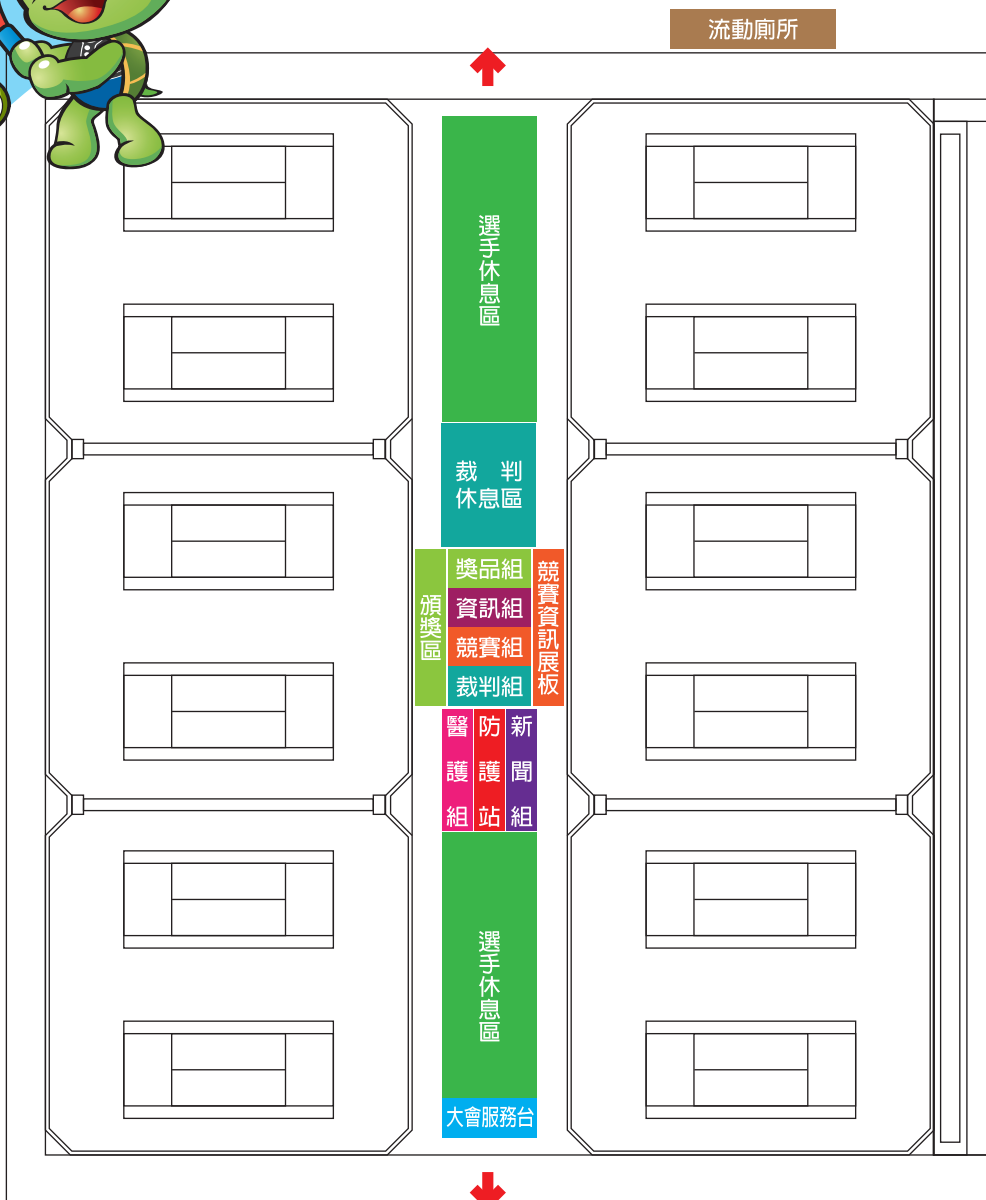 流動廁所
選手休息區
裁 判
休息區
頒獎區
獎品組
資訊組
競賽組
裁判組
競賽資訊展板
醫護組
防護站
新聞組
選手休息區
大會服務台